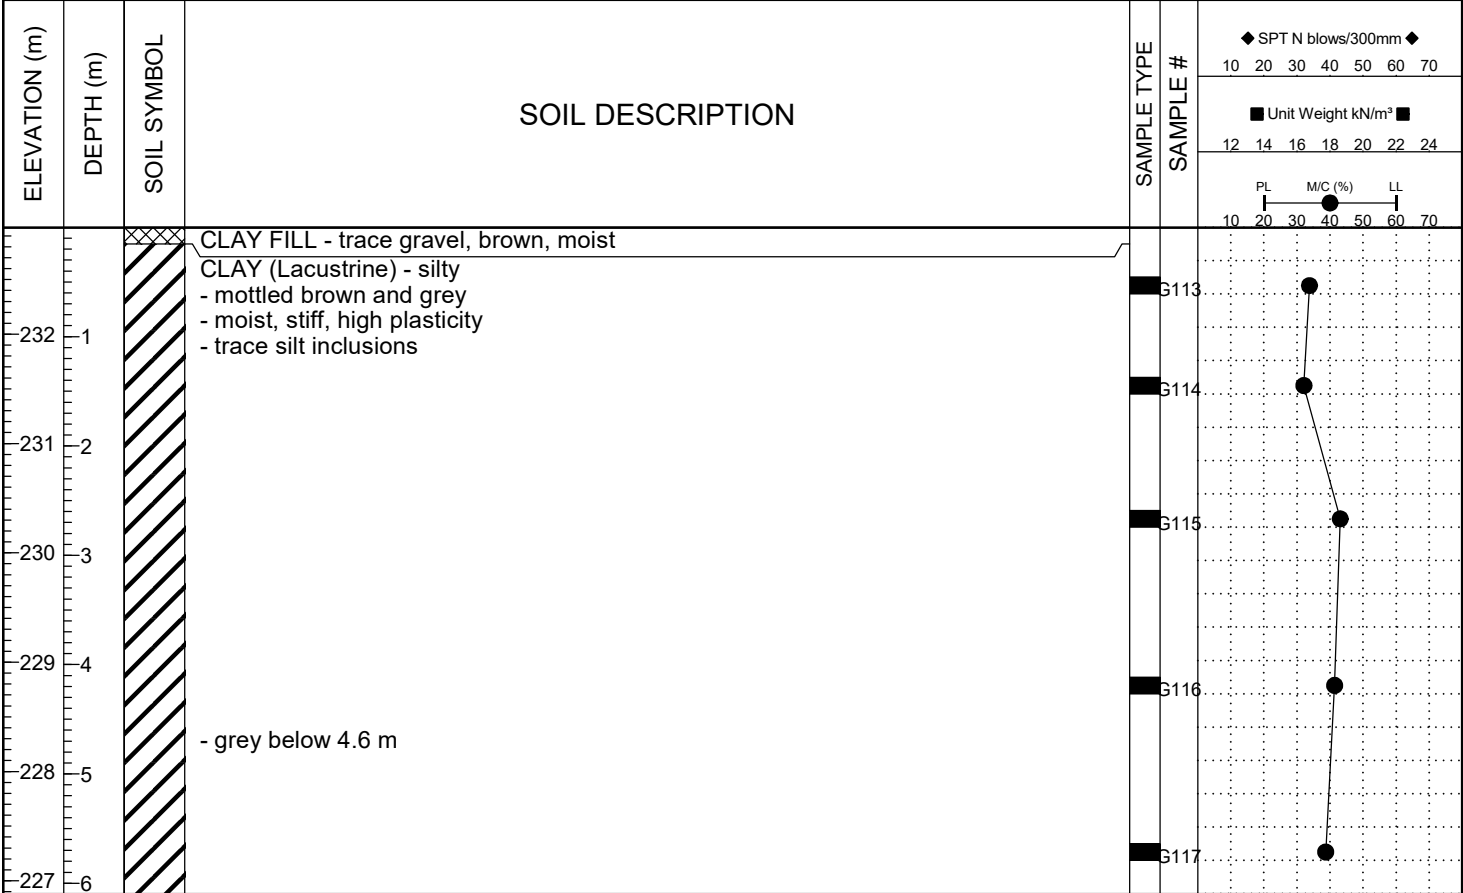 ELEVATION (m)
DEPTH (m)
SOIL SYMBOL
SOIL DESCRIPTION
SAMPLE TYPE
SAMPLE #
◆ SPT N blows/300mm ◆
10 20 30 40 50 60 70
■ Unit Weight kN/m³ ■
12 14 16 18 20 22 24
PL M/C (%) LL
10 20 30 40 50 60 70
CLAY FILL - trace gravel, brown, moist
CLAY (Lacustrine) - silty
G113
- mottled brown and grey
- moist, stiff, high plasticity
232 1
- trace silt inclusions
G114
231 2
G115
230 3
229 4
G116
- grey below 4.6 m
228 5
G117
227 6